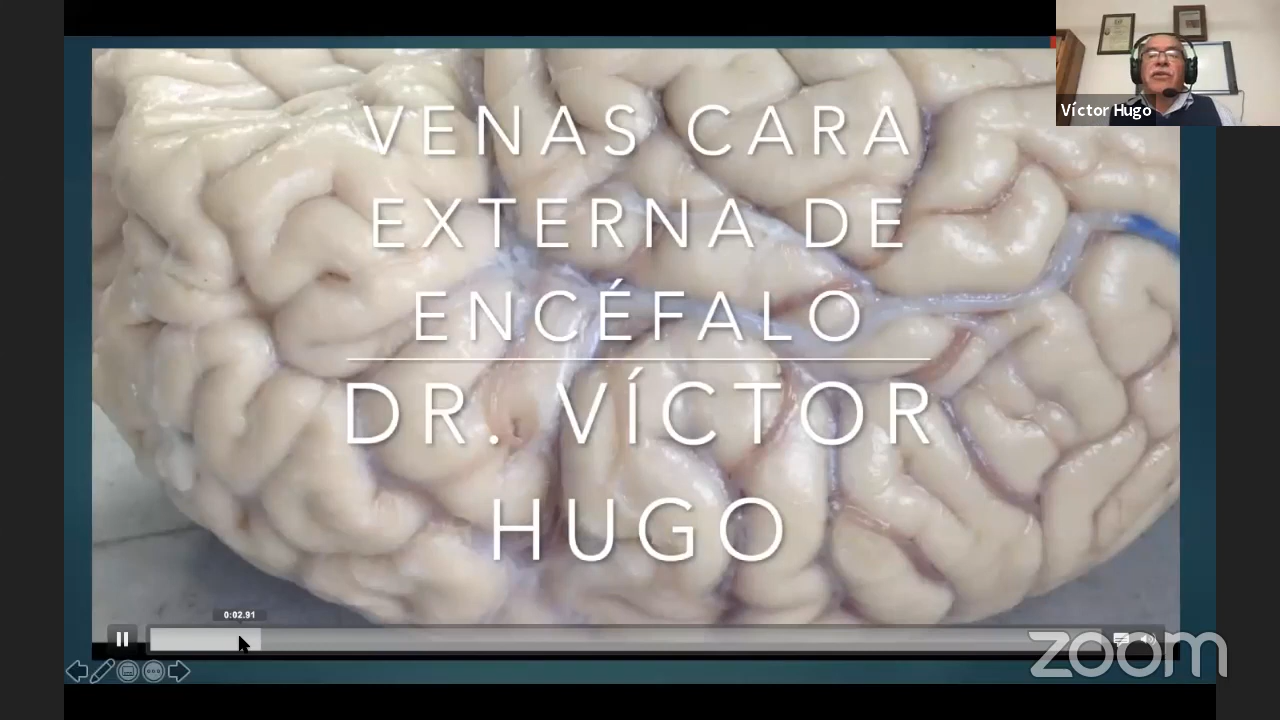 VENAS CARA
EXTERNA DE
ENCÉFALO
DR. VÍCTOR
HUGO
Víctor Hugo
0:02.91
zoom